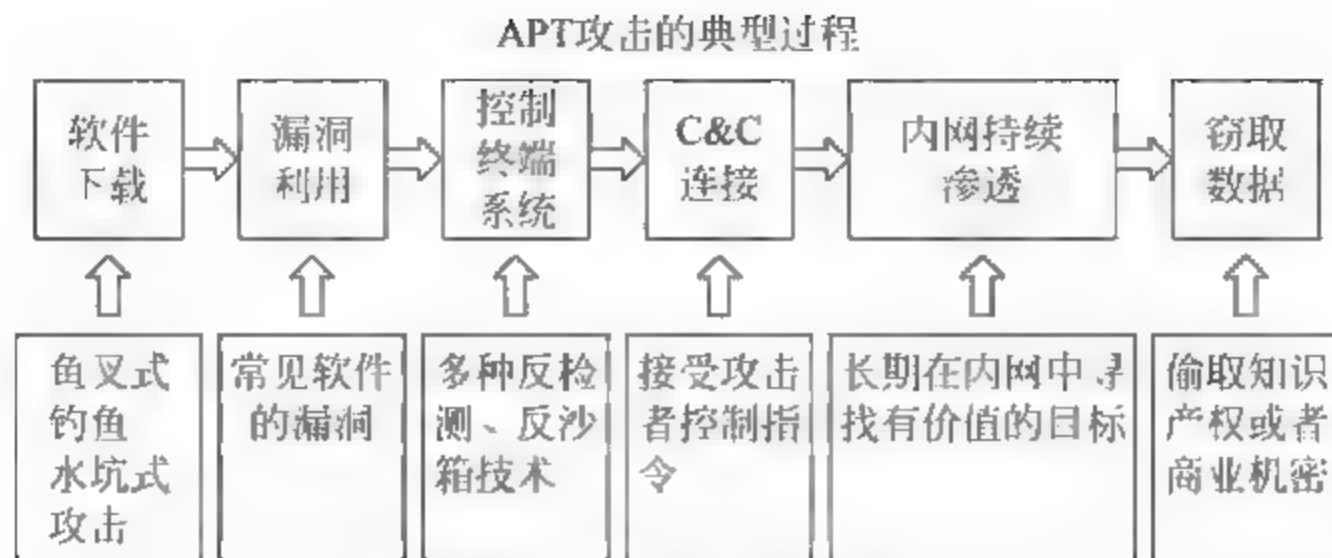 APT攻击的典型过程
软件
下载
漏洞
利用
控制
终端
系统
C&C
连接
内网持续
渗透
窃取
数据
鱼叉式
钓鱼
水坑式
攻击
常见软件
的漏洞
多种反检
测、反沙
箱技术
接受攻击
者控制指
令
长期在内网中寻
找有价值的目标
偷取知识
产权或者
商业机密